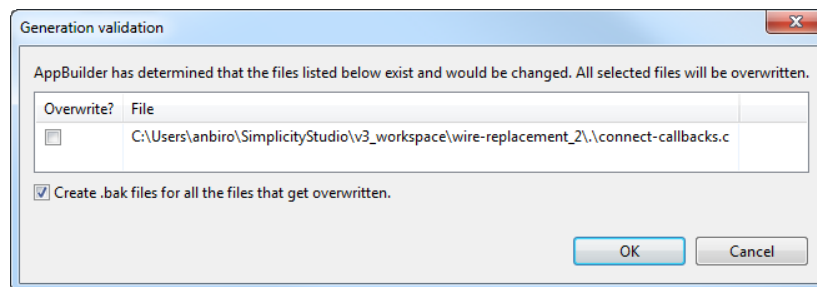 Generation validation
AppBuilder has determined that the files listed below exist and would be changed. All selected files will be overwritten.
Overwrite? File
C:\Users\anbiro\SimplicityStudio\v3_workspace\wire-replacement_2\.\connect-callbacks.c
Create .bak files for all the files that get overwritten.
OK Cancel